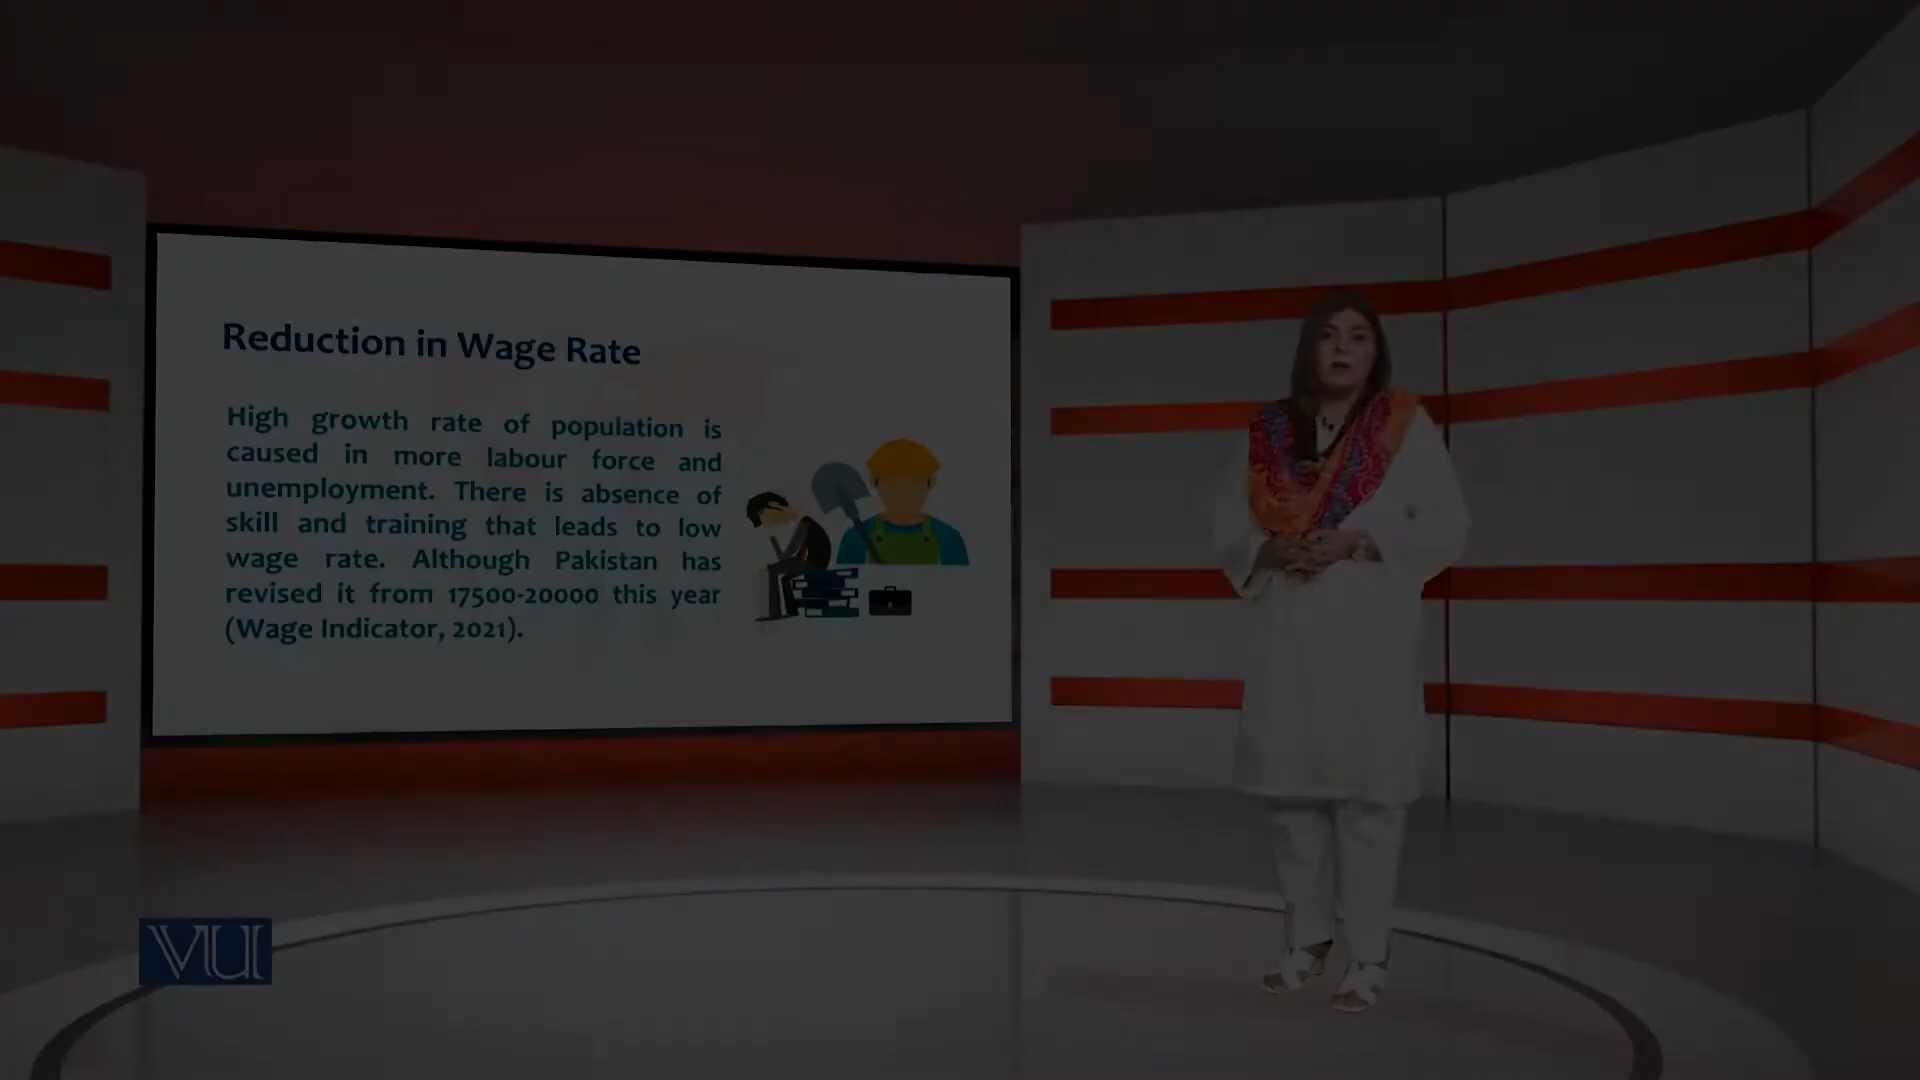 Reduction in Wage Rate
High growth rate of population is
caused in more labour force and
unemployment. There is absence of
skill and training that leads to low
wage rate. Although Pakistan has
revised it from 17500-20000 this year
(Wage Indicator, 2021).
VU